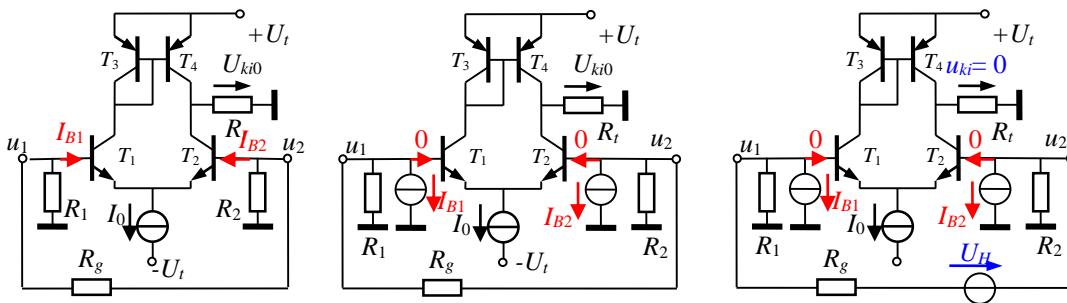 +U_t
T_3
T_4
U_ki0
R_t
u_1
I_B1
I_B2
u_2
T_1
T_2
R_1
I_0
R_2
-U_t
R_g
+U_t
T_3
T_4
U_ki0
R_t
u_1
0
0
u_2
T_1
T_2
I_B1
I_B2
R_1
I_0
R_2
R_g
-U_t
+U_t
T_3
T_4
u_ki = 0
R_t
u_1
0
0
u_2
T_1
T_2
I_B1
I_B2
R_1
I_0
R_2
R_g
U_H